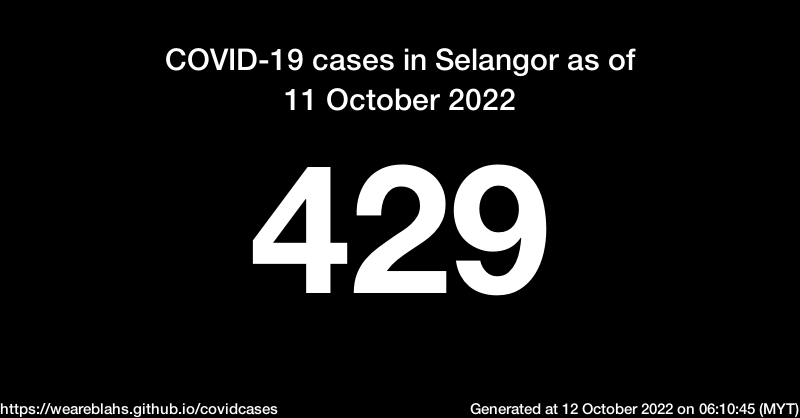 COVID-19 cases in Selangor as of
11 October 2022
429
https://weareblahs.github.io/covidcases
Generated at 12 October 2022 on 06:10:45 (MYT)